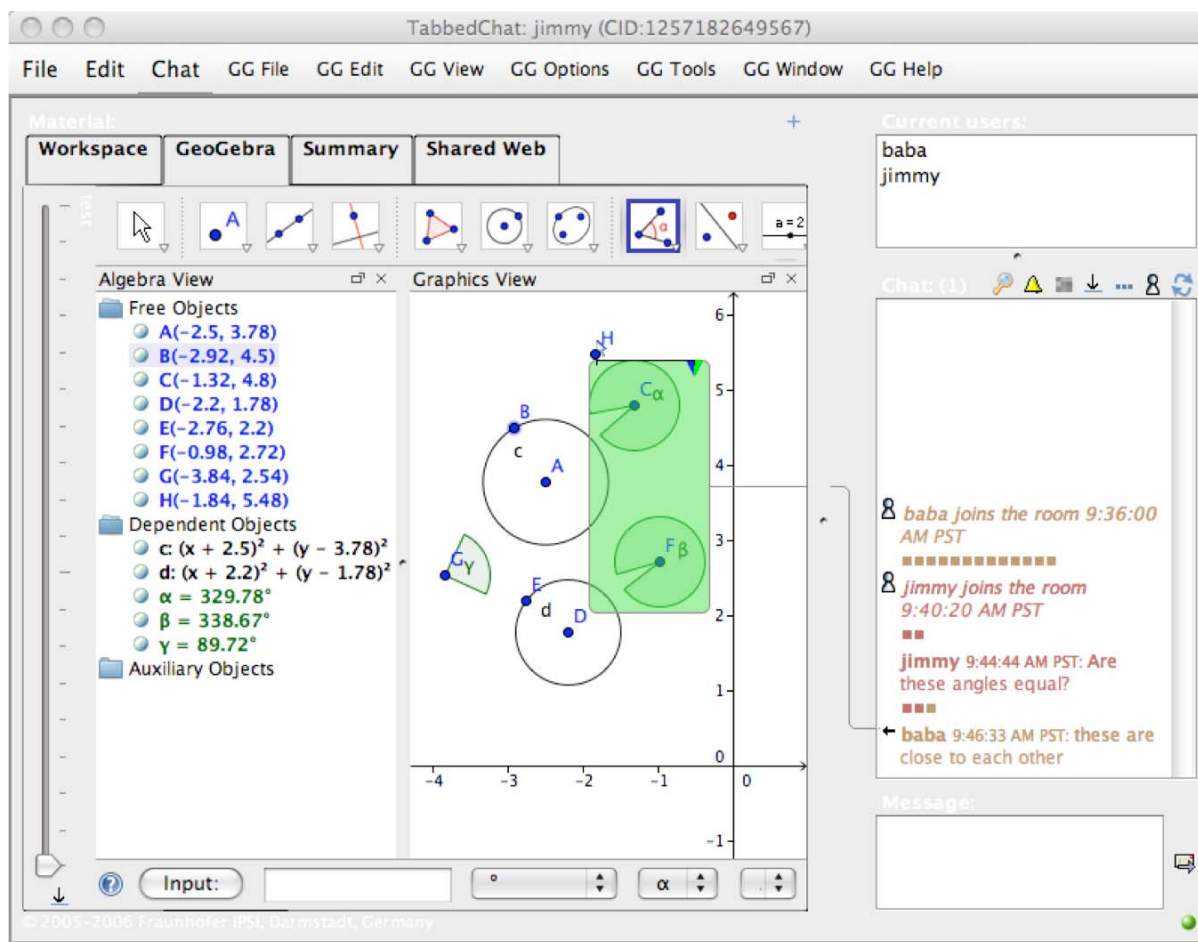 TabbedChat: jimmy (CID:1257182649567)
File Edit Chat GG File GG Edit GG View GG Options GG Tools GG Window GG Help
Material:
Workspace GeoGebra Summary Shared Web
test
A
α
a = 2
Algebra View
Free Objects
A(-2.5, 3.78)
B(-2.92, 4.5)
C(-1.32, 4.8)
D(-2.2, 1.78)
E(-2.76, 2.2)
F(-0.98, 2.72)
G(-3.84, 2.54)
H(-1.84, 5.48)
Dependent Objects
c: (x + 2.5)² + (y - 3.78)²
d: (x + 2.2)² + (y - 1.78)²
α = 329.78°
β = 338.67°
γ = 89.72°
Auxiliary Objects
Graphics View
6
H
C α
5
B
c
A
4
3
G γ
F β
E
d
D
2
1
0
-4 -3 -2 -1 0
-1
Input:
°
α
© 2005-2006 Fraunhofer IPSI, Darmstadt, Germany
Current users:
baba
jimmy
Chat: (1)
baba joins the room 9:36:00
AM PST
jimmy joins the room
9:40:20 AM PST
jimmy 9:44:44 AM PST: Are
these angles equal?
baba 9:46:33 AM PST: these are
close to each other
Message: